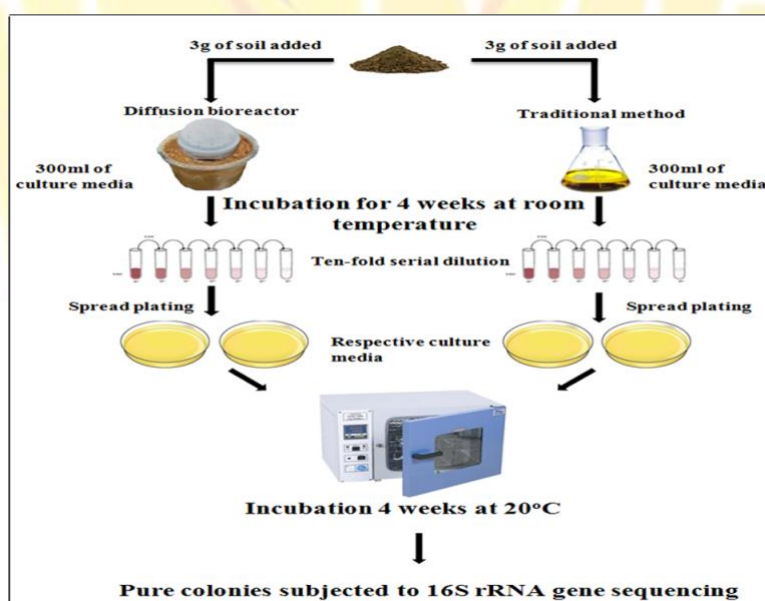 3g of soil added
3g of soil added
Diffusion bioreactor
Traditional method
300ml of
culture media
300ml of
culture media
Incubation for 4 weeks at room
temperature
Ten-fold serial dilution
Spread plating
Spread plating
Respective culture
media
Incubation 4 weeks at 20°C
Pure colonies subjected to 16S rRNA gene sequencing